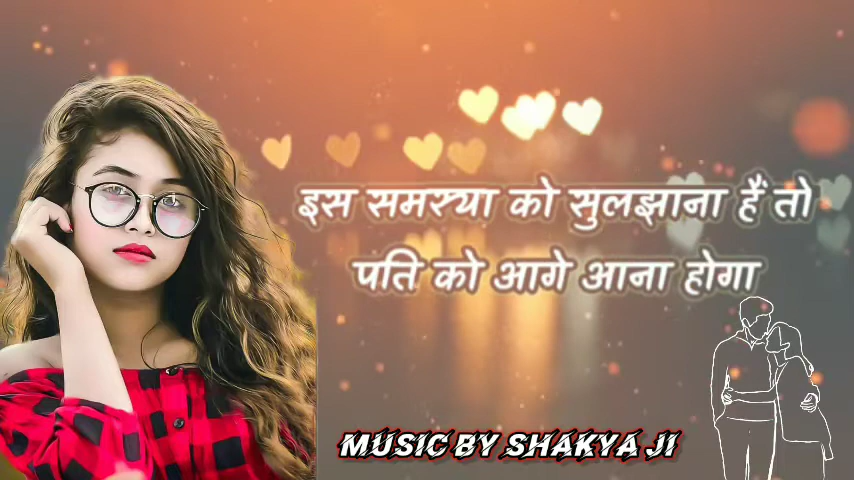 इस समस्या को सुलझाना हैं तो
पति को आगे आना होगा
MUSIC BY SHAKYA JI